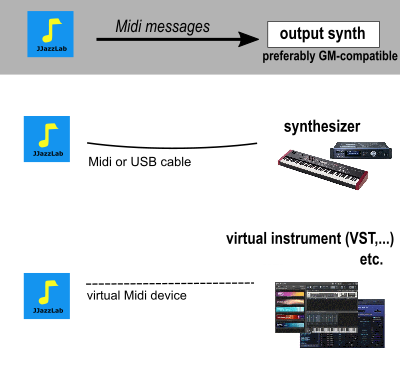 JJazzLab
Midi messages
output synth
preferably GM-compatible
JJazzLab
Midi or USB cable
synthesizer
JJazzLab
virtual Midi device
virtual instrument (VST,...)
etc.